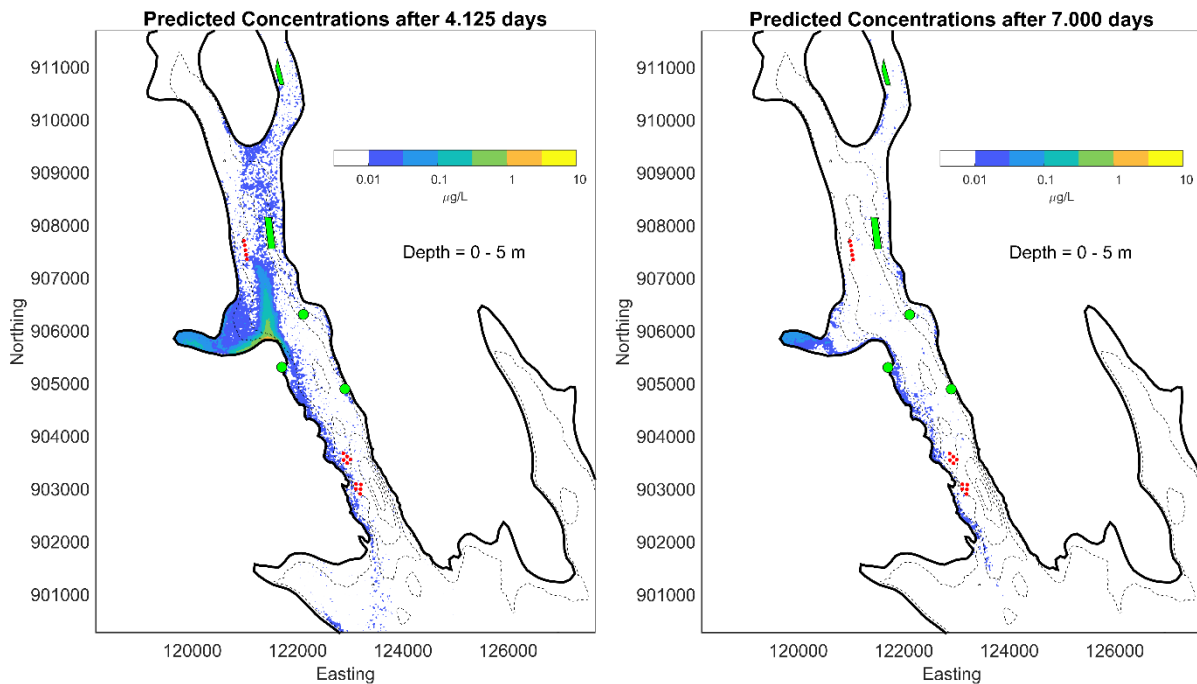 Predicted Concentrations after 4.125 days
911000
910000
909000
908000
907000
906000
905000
904000
903000
902000
901000
Northing
0.01 0.1 1 10
μg/L
Depth = 0 - 5 m
120000 122000 124000 126000
Easting
Predicted Concentrations after 7.000 days
911000
910000
909000
908000
907000
906000
905000
904000
903000
902000
901000
Northing
0.01 0.1 1 10
μg/L
Depth = 0 - 5 m
120000 122000 124000 126000
Easting